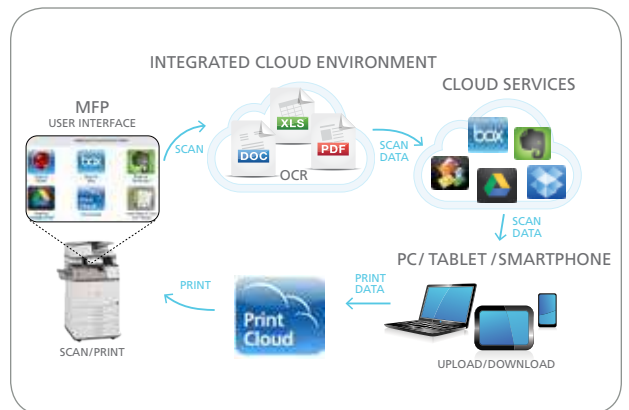 INTEGRATED CLOUD ENVIRONMENT
CLOUD SERVICES
MFP
USER INTERFACE
SCAN
XLS
DOC
PDF
OCR
SCAN
DATA
box
box
SCAN
DATA
PC/ TABLET /SMARTPHONE
PRINT
Print
Cloud
PRINT
DATA
SCAN/PRINT
UPLOAD/DOWNLOAD